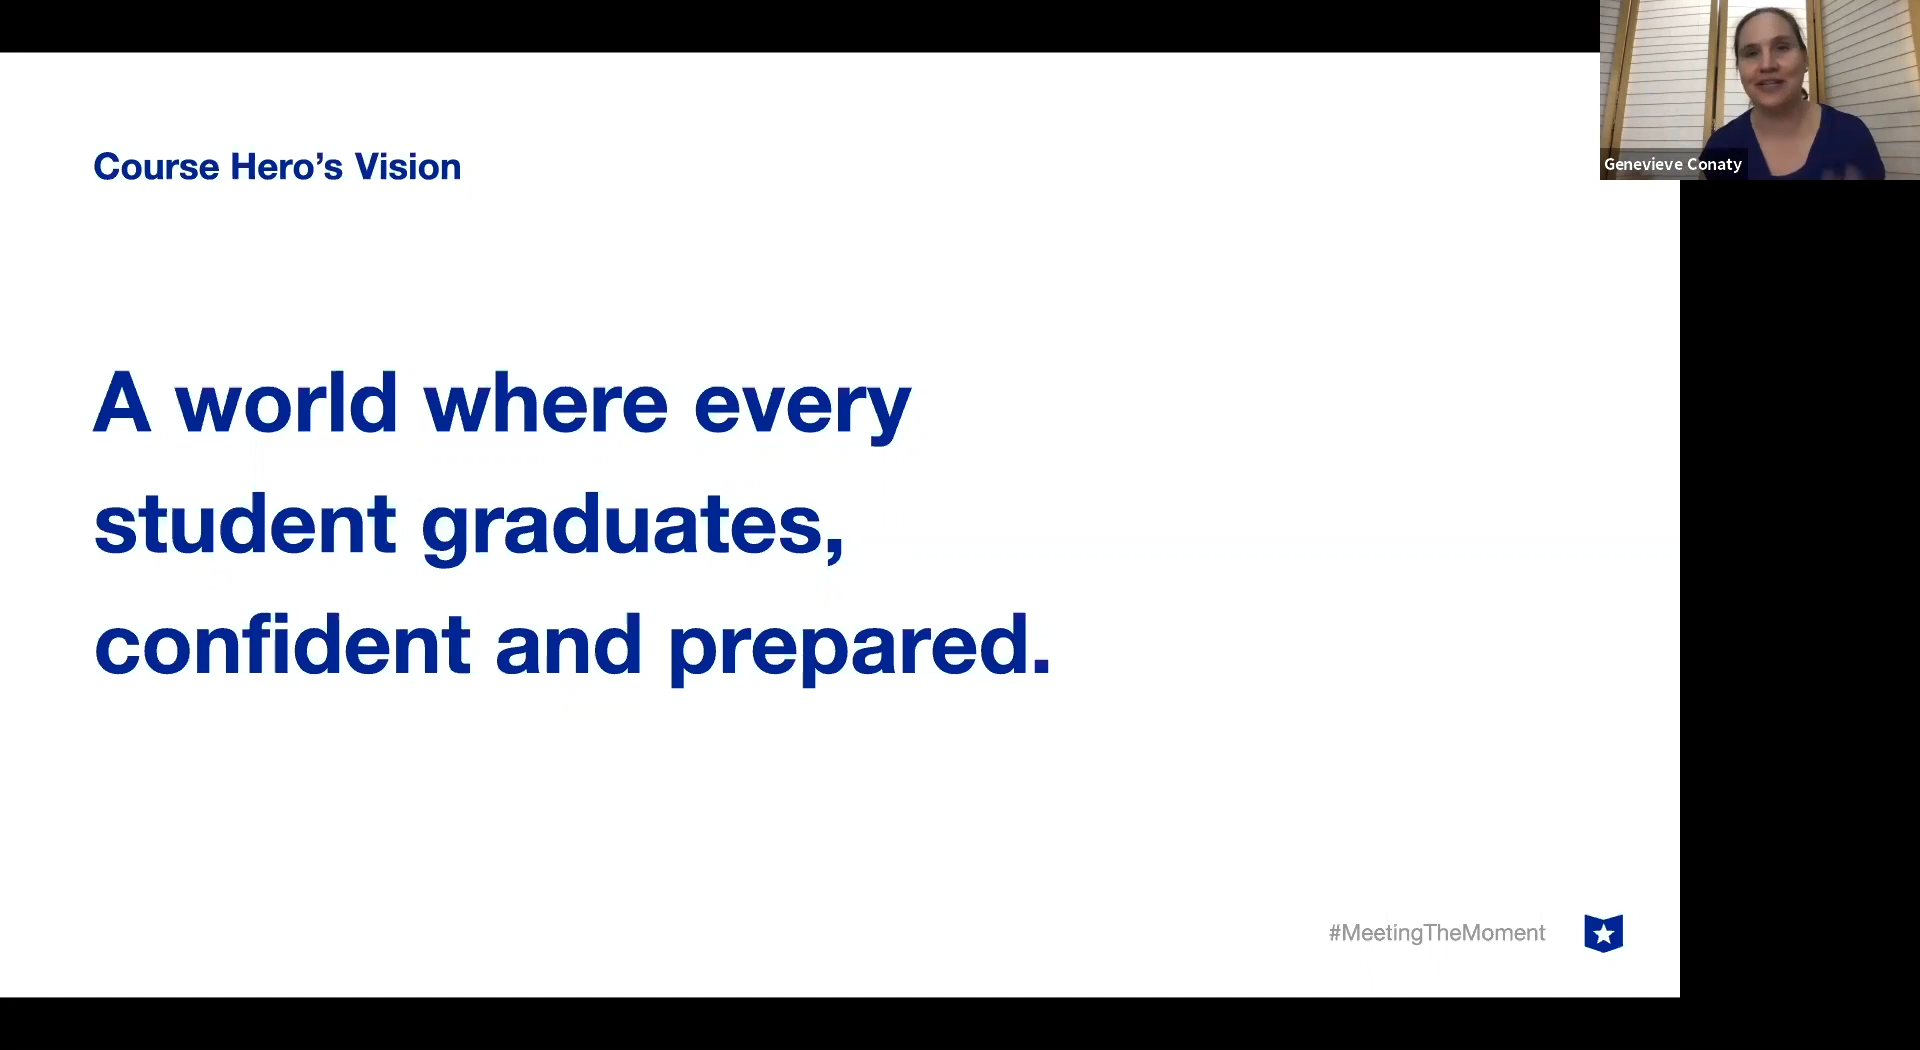 Course Hero’s Vision
Genevieve Conaty
A world where every
student graduates,
confident and prepared.
#MeetingTheMoment